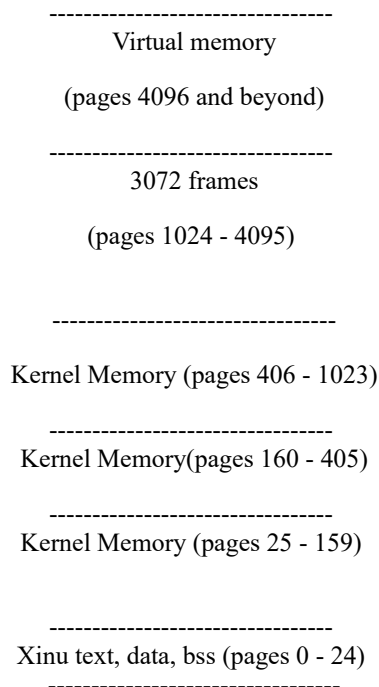 ---------------------------------
Virtual memory
(pages 4096 and beyond)
---------------------------------
3072 frames
(pages 1024 - 4095)
---------------------------------
Kernel Memory (pages 406 - 1023)
---------------------------------
Kernel Memory(pages 160 - 405)
---------------------------------
Kernel Memory (pages 25 - 159)
---------------------------------
Xinu text, data, bss (pages 0 - 24)
----------------------------------